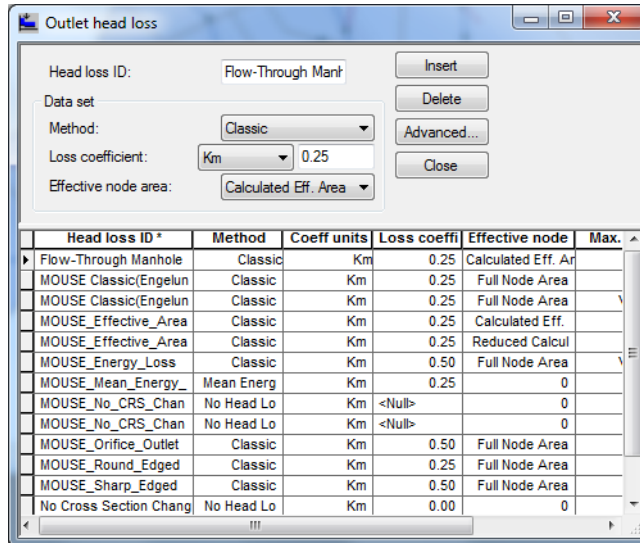 Outlet head loss
Head loss ID: Flow-Through Manh
Insert
Data set
Delete
Method: Classic
Advanced...
Loss coefficient: Km 0.25
Close
Effective node area: Calculated Eff. Area
Head loss ID * Method Coeff units Loss coeffi Effective node Max.
Flow-Through Manhole Classic Km 0.25 Calculated Eff. Ar
MOUSE Classic(Engelun Classic Km 0.25 Full Node Area
MOUSE Classic(Engelun Classic Km 0.25 Full Node Area
MOUSE_Effective_Area Classic Km 0.25 Calculated Eff.
MOUSE_Effective_Area Classic Km 0.25 Reduced Calcul
MOUSE_Energy_Loss Classic Km 0.50 Full Node Area
MOUSE_Mean_Energy_ Mean Energ Km 0.25 0
MOUSE_No_CRS_Chan No Head Lo Km <Null> 0
MOUSE_No_CRS_Chan No Head Lo Km <Null> 0
MOUSE_Orifice_Outlet Classic Km 0.50 Full Node Area
MOUSE_Round_Edged Classic Km 0.25 Full Node Area
MOUSE_Sharp_Edged Classic Km 0.50 Full Node Area
No Cross Section Chang No Head Lo Km 0.00 0